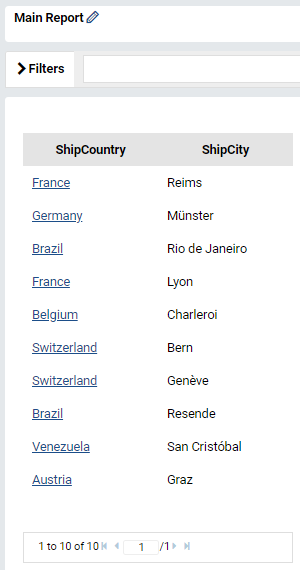 Main Report
Filters
ShipCountry ShipCity
France Reims
Germany Münster
Brazil Rio de Janeiro
France Lyon
Belgium Charleroi
Switzerland Bern
Switzerland Genève
Brazil Resende
Venezuela San Cristóbal
Austria Graz
1 to 10 of 10 1 /1